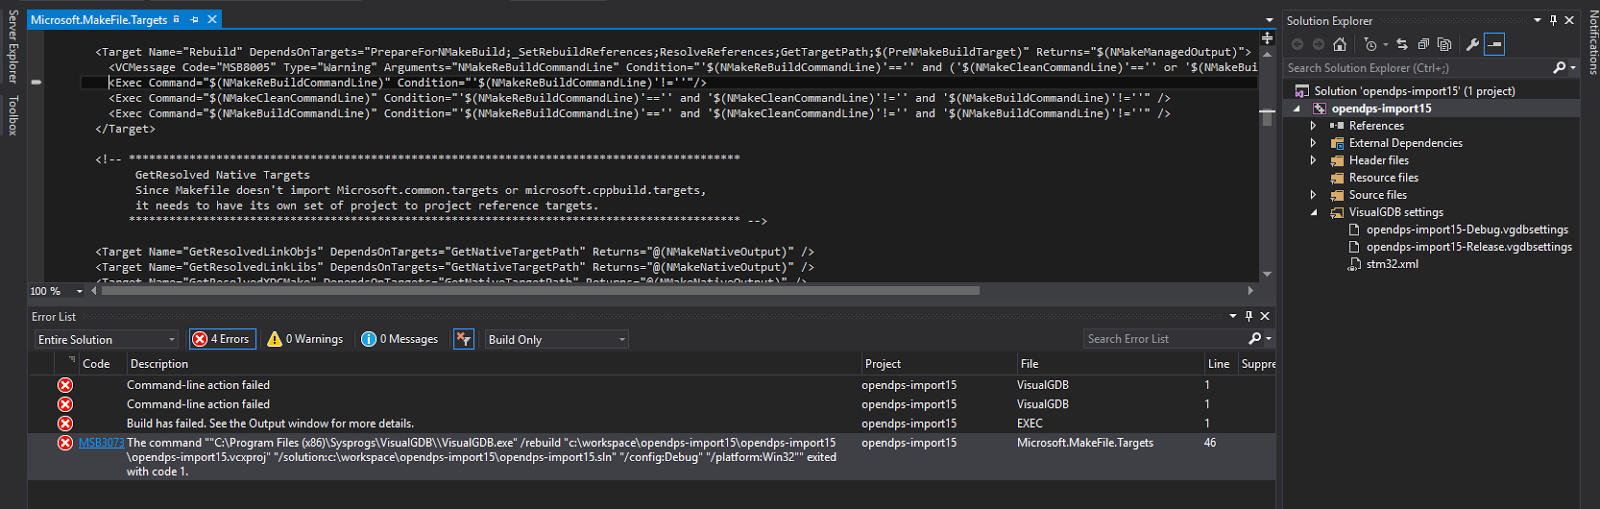 Server Explorer
Toolbox
Microsoft.MakeFile.Targets
<Target Name="Rebuild" DependsOnTargets="PrepareForNMakeBuild;_SetRebuildReferences;ResolveReferences;GetTargetPath;$(PreNMakeBuildTarget)" Returns="$(NMakeManagedOutput)">
<VCMessage Code="MSB8005" Type="Warning" Arguments="NMakeReBuildCommandLine" Condition="'$(NMakeReBuildCommandLine)'=='' and ('$(NMakeCleanCommandLine)'=='' or '$(NMakeBui
<Exec Command="$(NMakeReBuildCommandLine)" Condition="'$(NMakeReBuildCommandLine)'!=''"/>
<Exec Command="$(NMakeCleanCommandLine)" Condition="'$(NMakeReBuildCommandLine)'=='' and '$(NMakeCleanCommandLine)'!='' and '$(NMakeBuildCommandLine)'!=''" />
<Exec Command="$(NMakeBuildCommandLine)" Condition="'$(NMakeReBuildCommandLine)'=='' and '$(NMakeCleanCommandLine)'!='' and '$(NMakeBuildCommandLine)'!=''" />
</Target>
<!-- *******************************************************************************************
GetResolved Native Targets
Since Makefile doesn't import Microsoft.common.targets or microsoft.cppbuild.targets,
it needs to have its own set of project to project reference targets.
******************************************************************************************* -->
<Target Name="GetResolvedLinkObjs" DependsOnTargets="GetNativeTargetPath" Returns="@(NMakeNativeOutput)" />
<Target Name="GetResolvedLinkLibs" DependsOnTargets="GetNativeTargetPath" Returns="@(NMakeNativeOutput)" />
<Target Name="GetResolvedXDCMake" DependsOnTargets="GetNativeTargetPath" Returns="@(NMakeNativeOutput)" />
100 %
Error List
Entire Solution
4 Errors
0 Warnings
0 Messages
Build Only
Search Error List
Code Description Project File Line Suppre
Command-line action failed opendps-import15 VisualGDB 1
Command-line action failed opendps-import15 VisualGDB 1
Build has failed. See the Output window for more details. opendps-import15 EXEC 1
MSB3073 The command ""C:\Program Files (x86)\Sysprogs\VisualGDB\\VisualGDB.exe" /rebuild "c:\workspace\opendps-import15\opendps-import15 opendps-import15 Microsoft.MakeFile.Targets 46
\opendps-import15.vcxproj" "/solution:c:\workspace\opendps-import15\opendps-import15.sln" "/config:Debug" "/platform:Win32"" exited
with code 1.
Solution Explorer
Search Solution Explorer (Ctrl+;)
Solution 'opendps-import15' (1 project)
opendps-import15
References
External Dependencies
Header files
Resource files
Source files
VisualGDB settings
opendps-import15-Debug.vgdbsettings
opendps-import15-Release.vgdbsettings
stm32.xml
Notifications